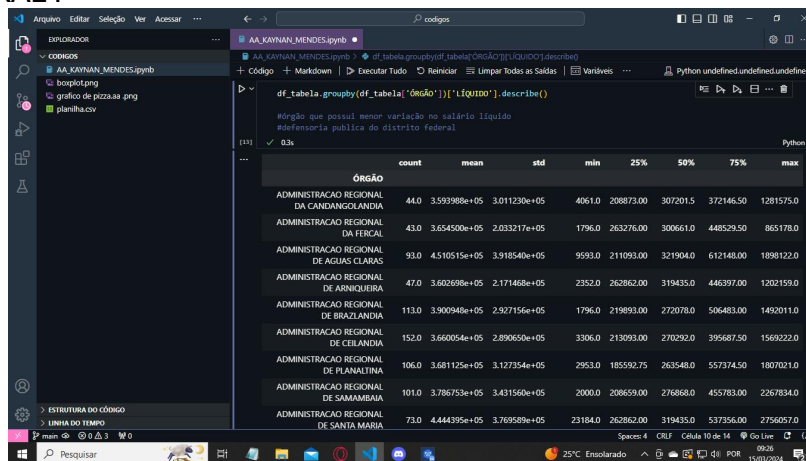 Arquivo Editar Seleção Ver Acessar ··· codigos
EXPLORADOR ···
AA_KAYNAN_MENDES.ipynb
CODIGOS
AA_KAYNAN_MENDES.ipynb
boxplot.png
grafico de pizza.aa .png
planilha.csv
AA_KAYNAN_MENDES.ipynb > df_tabela.groupby(df_tabela['ÓRGÃO'])['LÍQUIDO'].describe()
+ Código + Markdown | Executar Tudo Reiniciar Limpar Todas as Saídas | Variáveis ··· Python undefined.undefined.undefine
df_tabela.groupby(df_tabela['ÓRGÃO'])['LÍQUIDO'].describe()
#órgão que possui menor variação no salário líquido
#defensoria publica do distrito federal
[13] ✓ 0.3s Python
··· count mean std min 25% 50% 75% max
ÓRGÃO
ADMINISTRACAO REGIONAL
DA CANDANGOLANDIA 44.0 3.593988e+05 3.011230e+05 4061.0 208873.00 307201.5 372146.50 1281575.0
ADMINISTRACAO REGIONAL
DA FERCAL 43.0 3.654500e+05 2.033217e+05 1796.0 263276.00 300661.0 448529.50 865178.0
ADMINISTRACAO REGIONAL
DE AGUAS CLARAS 93.0 4.510515e+05 3.918540e+05 9593.0 211093.00 321904.0 612148.00 1898122.0
ADMINISTRACAO REGIONAL
DE ARNIQUEIRA 47.0 3.602698e+05 2.171468e+05 2352.0 262862.00 319435.0 446397.00 1202159.0
ADMINISTRACAO REGIONAL
DE BRAZLANDIA 113.0 3.900948e+05 2.927156e+05 1796.0 219893.00 272078.0 506483.00 1492011.0
ADMINISTRACAO REGIONAL
DE CEILANDIA 152.0 3.660054e+05 2.890650e+05 3306.0 213093.00 270292.0 395687.50 1569222.0
ADMINISTRACAO REGIONAL
DE PLANALTINA 106.0 3.681125e+05 3.127354e+05 2953.0 185592.75 263548.0 557374.50 1807021.0
ADMINISTRACAO REGIONAL
DE SAMAMBAIA 101.0 3.786753e+05 3.431560e+05 2000.0 208659.00 276868.0 455783.00 2267834.0
ADMINISTRACAO REGIONAL
DE SANTA MARIA 73.0 4.444395e+05 3.769589e+05 23184.0 262862.00 319435.0 537356.00 2756057.0
ESTRUTURA DO CÓDIGO
LINHA DO TEMPO
main 0 3 0 Spaces: 4 CRLF Célula 10 de 14 Go Live
Pesquisar 25°C Ensolarado POR 09:26
15/03/2024